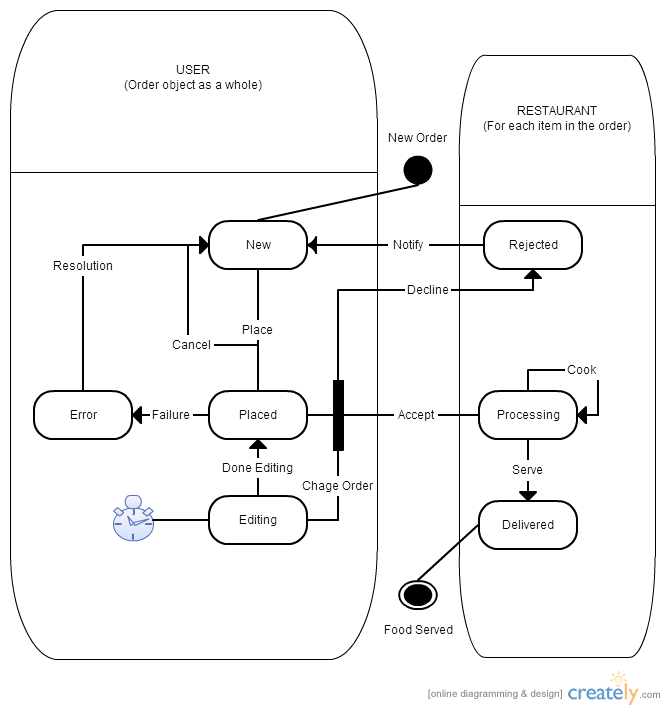 USER
(Order object as a whole)
RESTAURANT
(For each item in the order)
New Order
New
Notify
Rejected
Resolution
Decline
Place
Cancel
Cook
Error
Failure
Placed
Accept
Processing
Done Editing
Serve
Chage Order
Editing
Delivered
Food Served
[online diagramming & design] creately.com